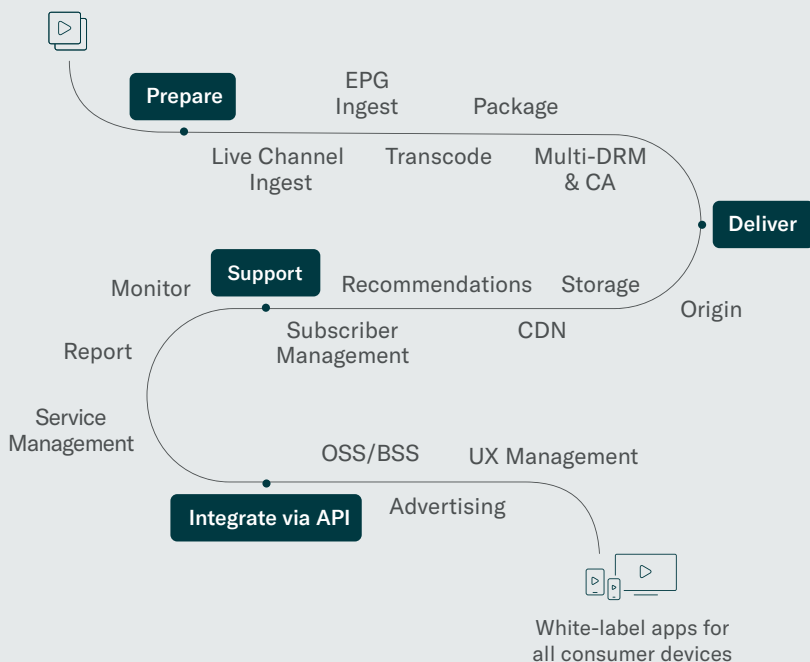 Prepare
EPG
Ingest
Package
Live Channel
Ingest
Transcode
Multi-DRM
& CA
Deliver
Origin
Storage
CDN
Recommendations
Subscriber
Management
Support
Monitor
Report
Service
Management
Integrate via API
OSS/BSS
Advertising
UX Management
White-label apps for
all consumer devices